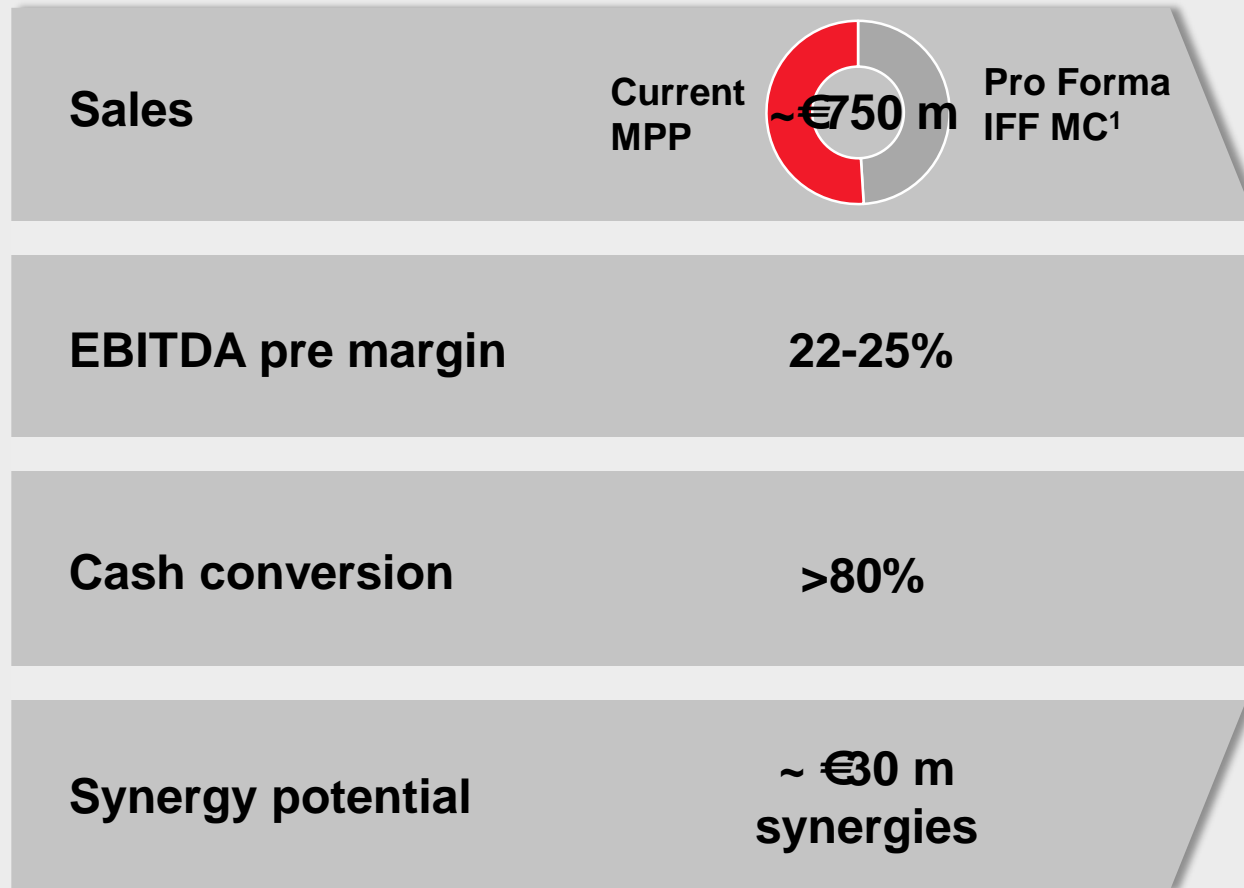 Sales
Current
MPP
~€750 m
Pro Forma
IFF MC¹
EBITDA pre margin
22-25%
Cash conversion
>80%
Synergy potential
~ €30 m
synergies